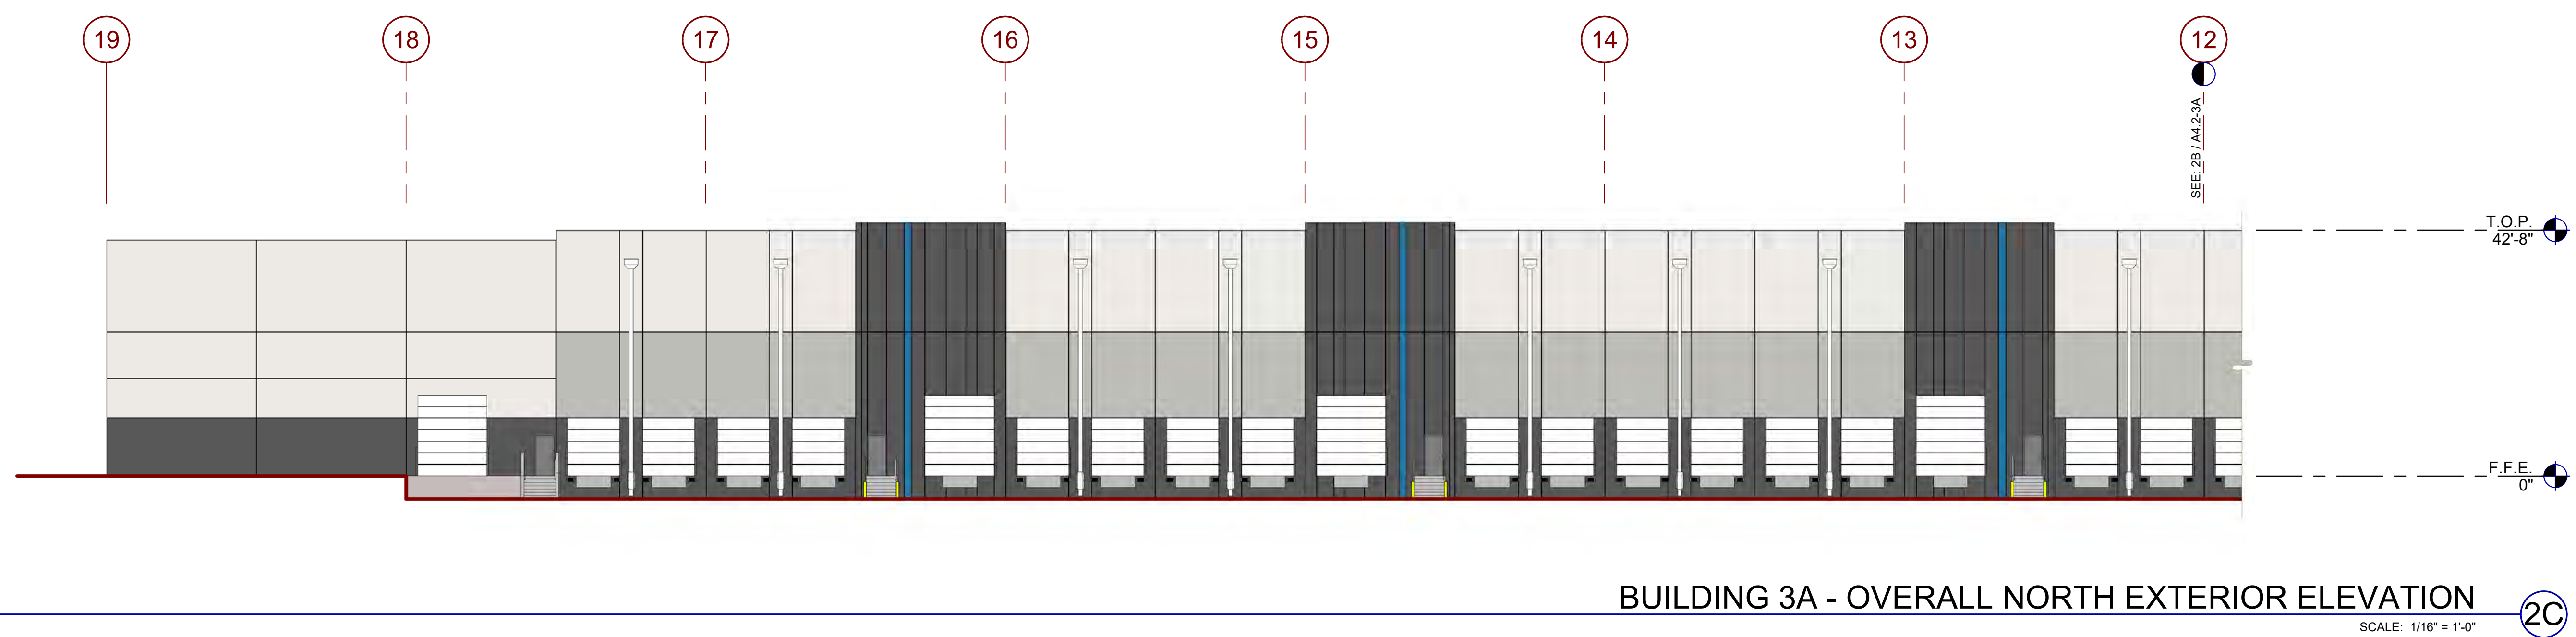 19 18 17 16 15 14 13 12
SEE: 2B / A4.2-3A
T.O.P.
42'-8"
F.F.E.
0"
BUILDING 3A - OVERALL NORTH EXTERIOR ELEVATION
2C
SCALE: 1/16" = 1'-0"